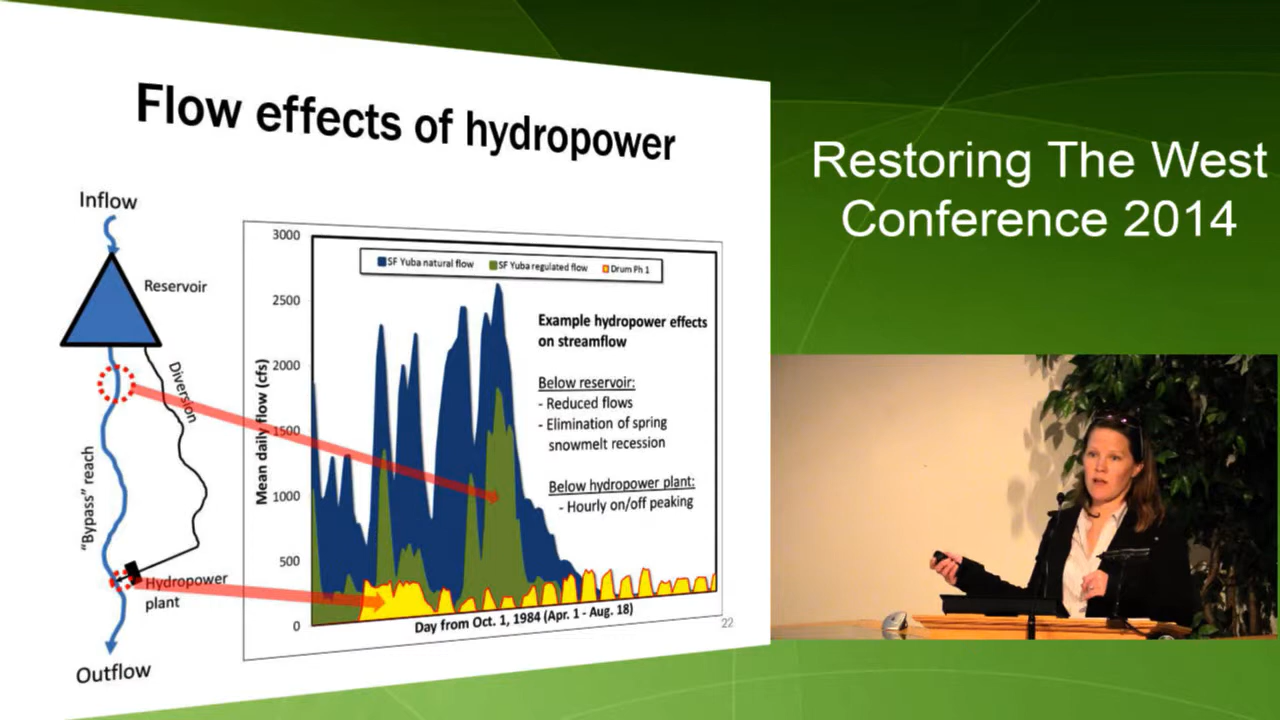 Flow effects of hydropower
Restoring The West
Conference 2014
Inflow
Reservoir
Diversion
"Bypass" reach
Hydropower
plant
Outflow
3000
2500
2000
1500
1000
500
0
Mean daily flow (cfs)
SF Yuba natural flow
SF Yuba regulated flow
Drum Ph 1
Example hydropower effects
on streamflow
Below reservoir:
- Reduced flows
- Elimination of spring
snowmelt recession
Below hydropower plant:
- Hourly on/off peaking
Day from Oct. 1, 1984 (Apr. 1 - Aug. 18)
22